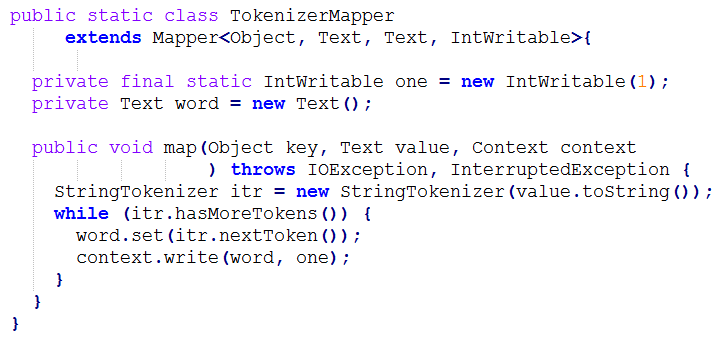 public static class TokenizerMapper
     extends Mapper<Object, Text, Text, IntWritable>{

  private final static IntWritable one = new IntWritable(1);
  private Text word = new Text();

  public void map(Object key, Text value, Context context
                  ) throws IOException, InterruptedException {
    StringTokenizer itr = new StringTokenizer(value.toString());
    while (itr.hasMoreTokens()) {
      word.set(itr.nextToken());
      context.write(word, one);
    }
  }
}